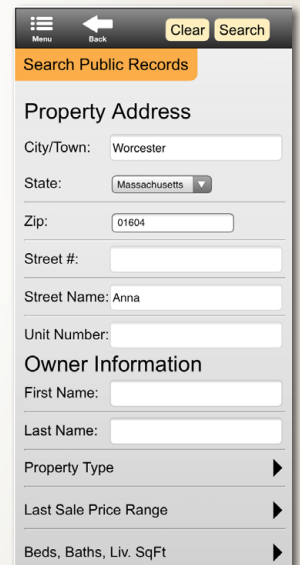 Menu Back Clear Search
Search Public Records
Property Address
City/Town: Worcester
State: Massachusetts
Zip: 01604
Street #:
Street Name: Anna
Unit Number:
Owner Information
First Name:
Last Name:
Property Type
Last Sale Price Range
Beds, Baths, Liv. SqFt